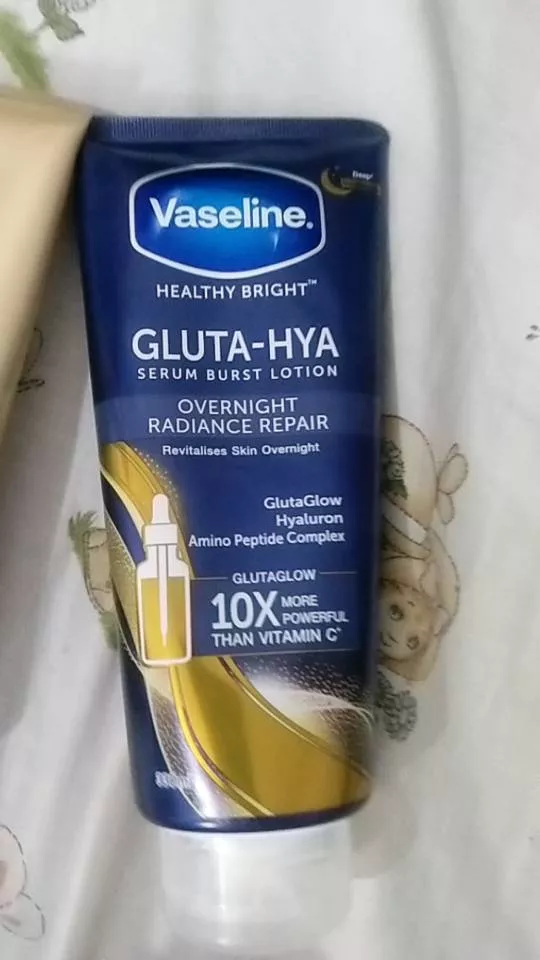 Deep
Vaseline.
HEALTHY BRIGHT™
GLUTA-HYA
SERUM BURST LOTION
OVERNIGHT
RADIANCE REPAIR
Revitalises Skin Overnight
GlutaGlow
Hyaluron
Amino Peptide Complex
GLUTAGLOW
10X MORE
POWERFUL
THAN VITAMIN C*